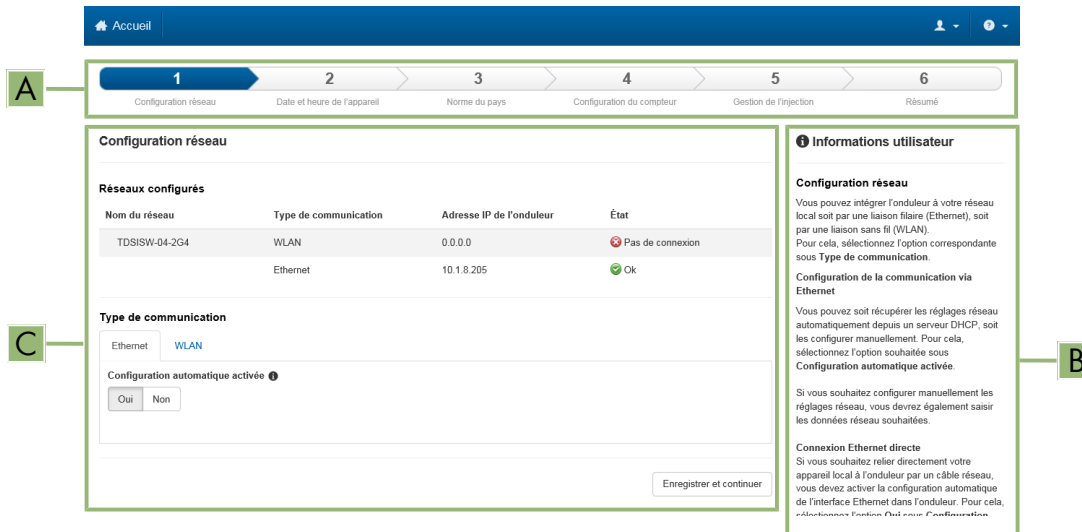 Accueil
A
1 2 3 4 5 6
Configuration réseau Date et heure de l'appareil Norme du pays Configuration du compteur Gestion de l'injection Résumé
C
Configuration réseau
Réseaux configurés
Nom du réseau Type de communication Adresse IP de l'onduleur État
TDSISW-04-2G4 WLAN 0.0.0.0 Pas de connexion
Ethernet 10.1.8.205 Ok
Type de communication
Ethernet WLAN
Configuration automatique activée
Oui Non
Enregistrer et continuer
Informations utilisateur
Configuration réseau
Vous pouvez intégrer l'onduleur à votre réseau
local soit par une liaison filaire (Ethernet), soit
par une liaison sans fil (WLAN).
Pour cela, sélectionnez l'option correspondante
sous Type de communication.
Configuration de la communication via
Ethernet
Vous pouvez soit récupérer les réglages réseau
automatiquement depuis un serveur DHCP, soit
les configurer manuellement. Pour cela,
sélectionnez l'option souhaitée sous
Configuration automatique activée.
Si vous souhaitez configurer manuellement les
réglages réseau, vous devrez également saisir
les données réseau souhaitées.
Connexion Ethernet directe
Si vous souhaitez relier directement votre
appareil local à l'onduleur par un câble réseau,
vous devez activer la configuration automatique
de l'interface Ethernet dans l'onduleur. Pour cela,
sélectionnez l'option Oui sous Configuration
B